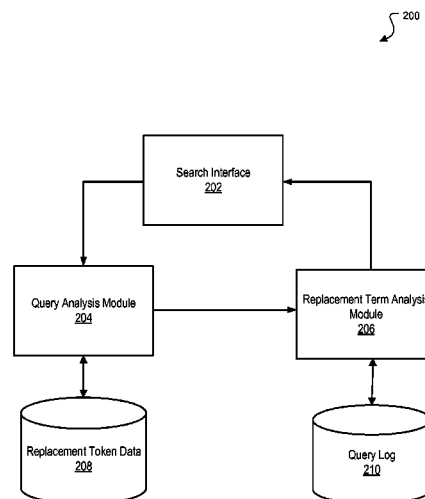 200
Search Interface
202
Query Analysis Module
204
Replacement Term Analysis
Module
206
Replacement Token Data
208
Query Log
210